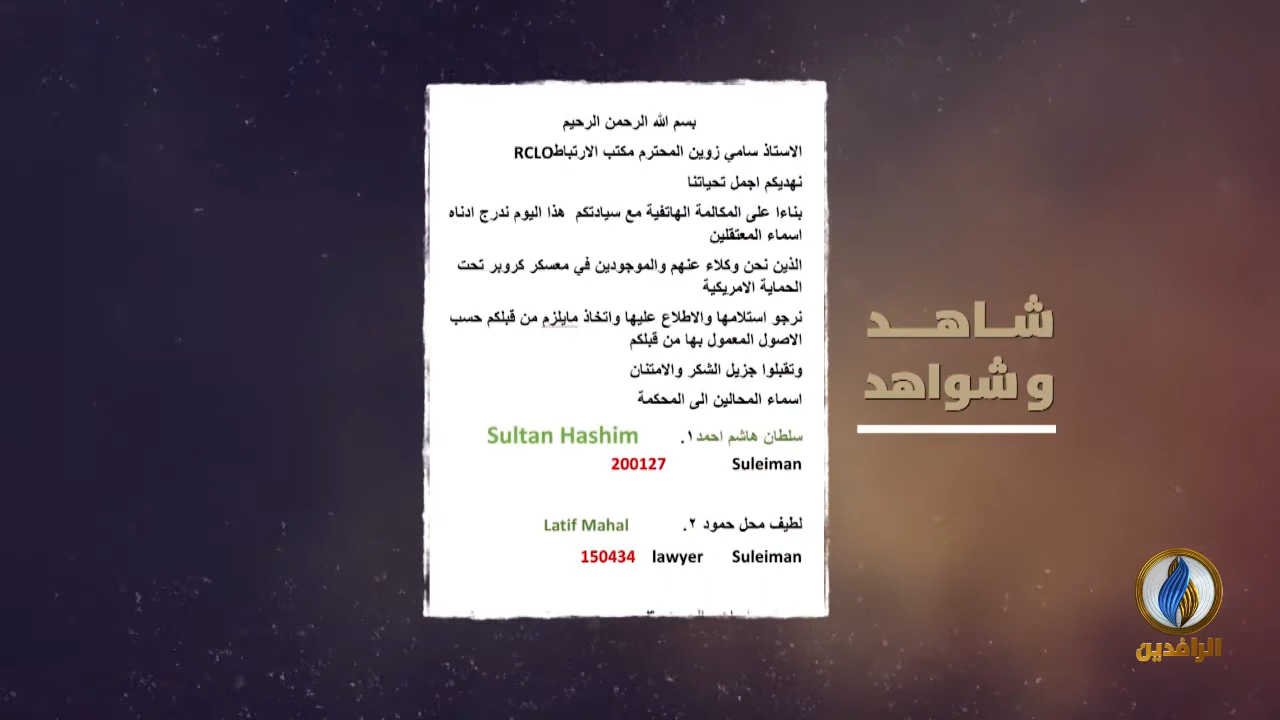 بسم الله الرحمن الرحيم
الاستاذ سامي زوين المحترم مكتب الارتباطRCLO
نهديكم اجمل تحياتنا
بناءا على المكالمة الهاتفية مع سيادتكم هذا اليوم ندرج ادناه
اسماء المعتقلين
الذين نحن وكلاء عنهم والموجودين في معسكر كروبر تحت
الحماية الامريكية
نرجو استلامها والاطلاع عليها واتخاذ مايلزم من قبلكم حسب
الاصول المعمول بها من قبلكم
وتقبلوا جزيل الشكر والامتنان
اسماء المحالين الى المحكمة
سلطان هاشم احمد ١. Sultan Hashim
Suleiman 200127
لطيف محل حمود ٢. Latif Mahal
Suleiman lawyer 150434
شاهد
وشواهد
الرافدين